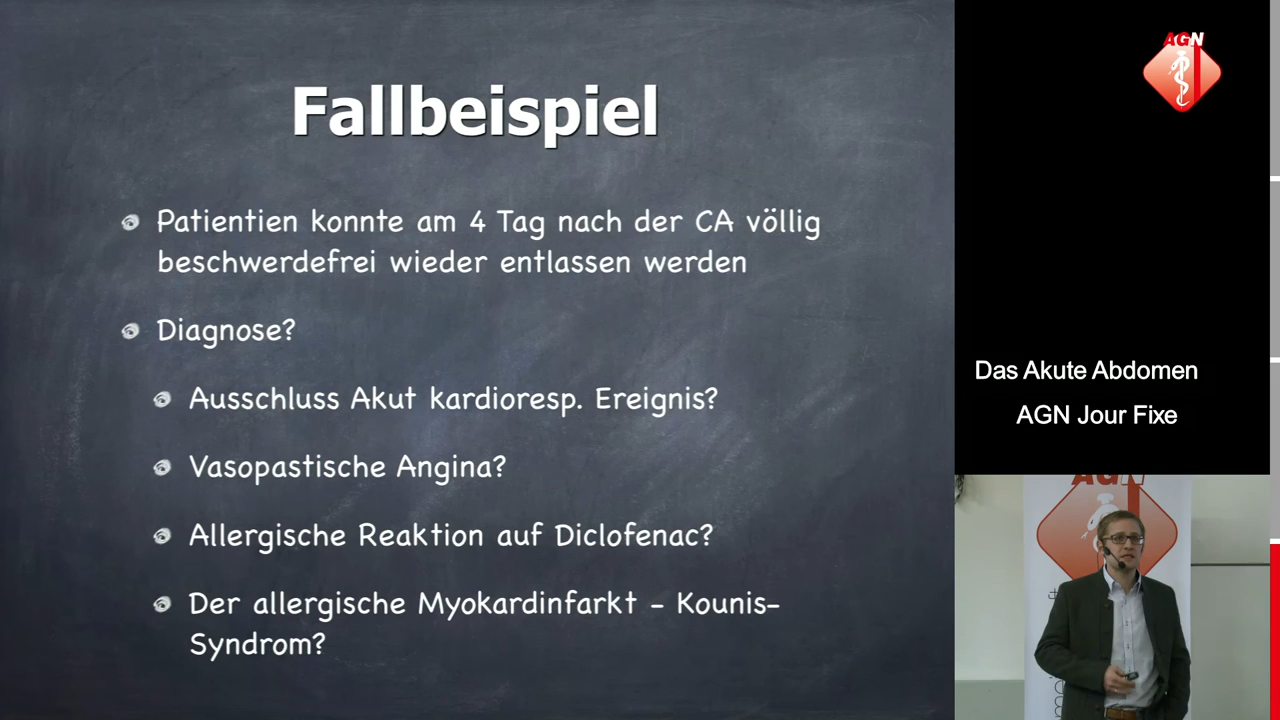 Fallbeispiel
Patientien konnte am 4 Tag nach der CA völlig
beschwerdefrei wieder entlassen werden
Diagnose?
Ausschluss Akut kardioresp. Ereignis?
Vasopastische Angina?
Allergische Reaktion auf Diclofenac?
Der allergische Myokardinfarkt - Kounis-
Syndrom?
AGN
Das Akute Abdomen
AGN Jour Fixe
AGN